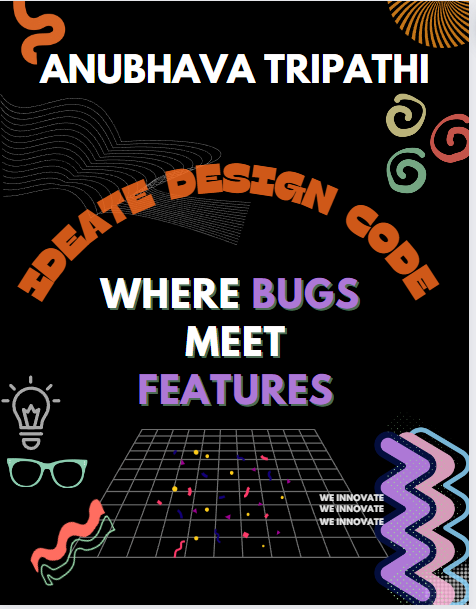 ANUBHAVA TRIPATHI
IDEATE DESIGN CODE
WHERE BUGS
MEET
FEATURES
WE INNOVATE
WE INNOVATE
WE INNOVATE